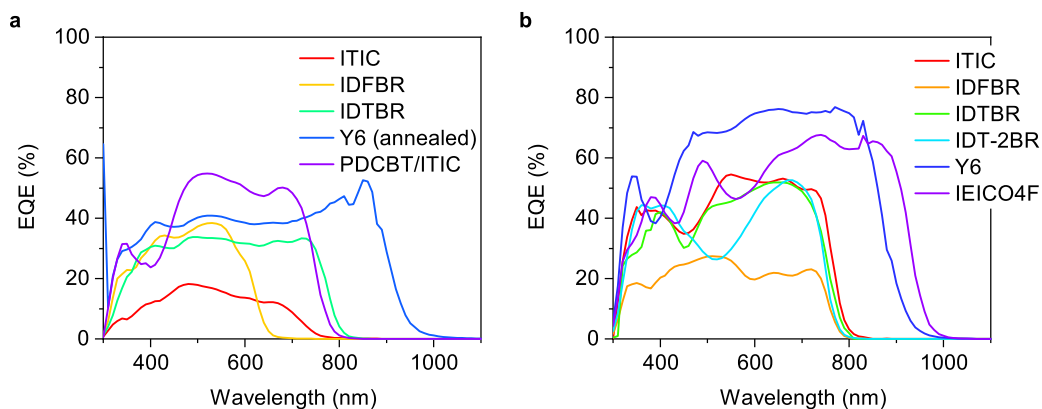 a
100
80
60
40
20
0
EQE (%)
400
600
800
1000
Wavelength (nm)
ITIC
IDFBR
IDTBR
Y6 (annealed)
PDCBT/ITIC
b
100
80
60
40
20
0
EQE (%)
400
600
800
1000
Wavelength (nm)
ITIC
IDFBR
IDTBR
IDT-2BR
Y6
IEICO4F